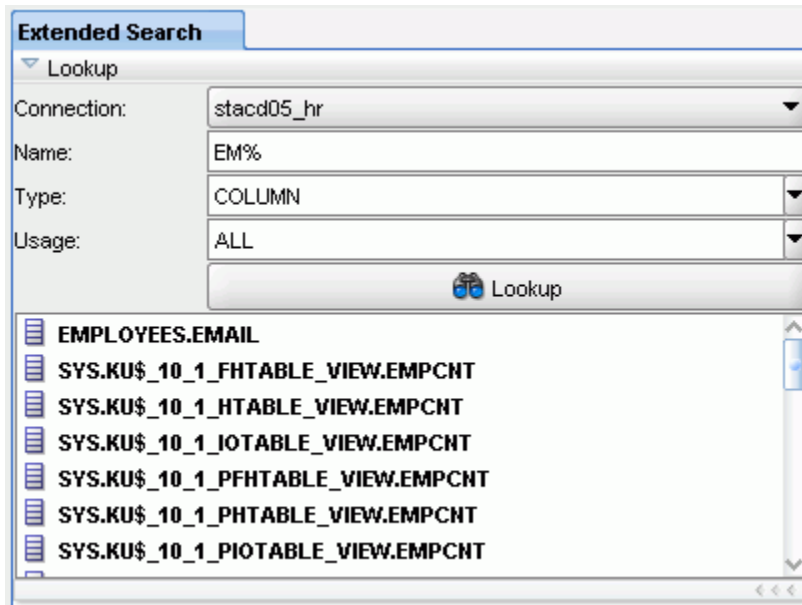 Extended Search
Lookup
Connection: stacd05_hr
Name: EM%
Type: COLUMN
Usage: ALL
Lookup
EMPLOYEES.EMAIL
SYS.KU$_10_1_FHTABLE_VIEW.EMPCNT
SYS.KU$_10_1_HTABLE_VIEW.EMPCNT
SYS.KU$_10_1_IOTABLE_VIEW.EMPCNT
SYS.KU$_10_1_PFHTABLE_VIEW.EMPCNT
SYS.KU$_10_1_PHTABLE_VIEW.EMPCNT
SYS.KU$_10_1_PIOTABLE_VIEW.EMPCNT